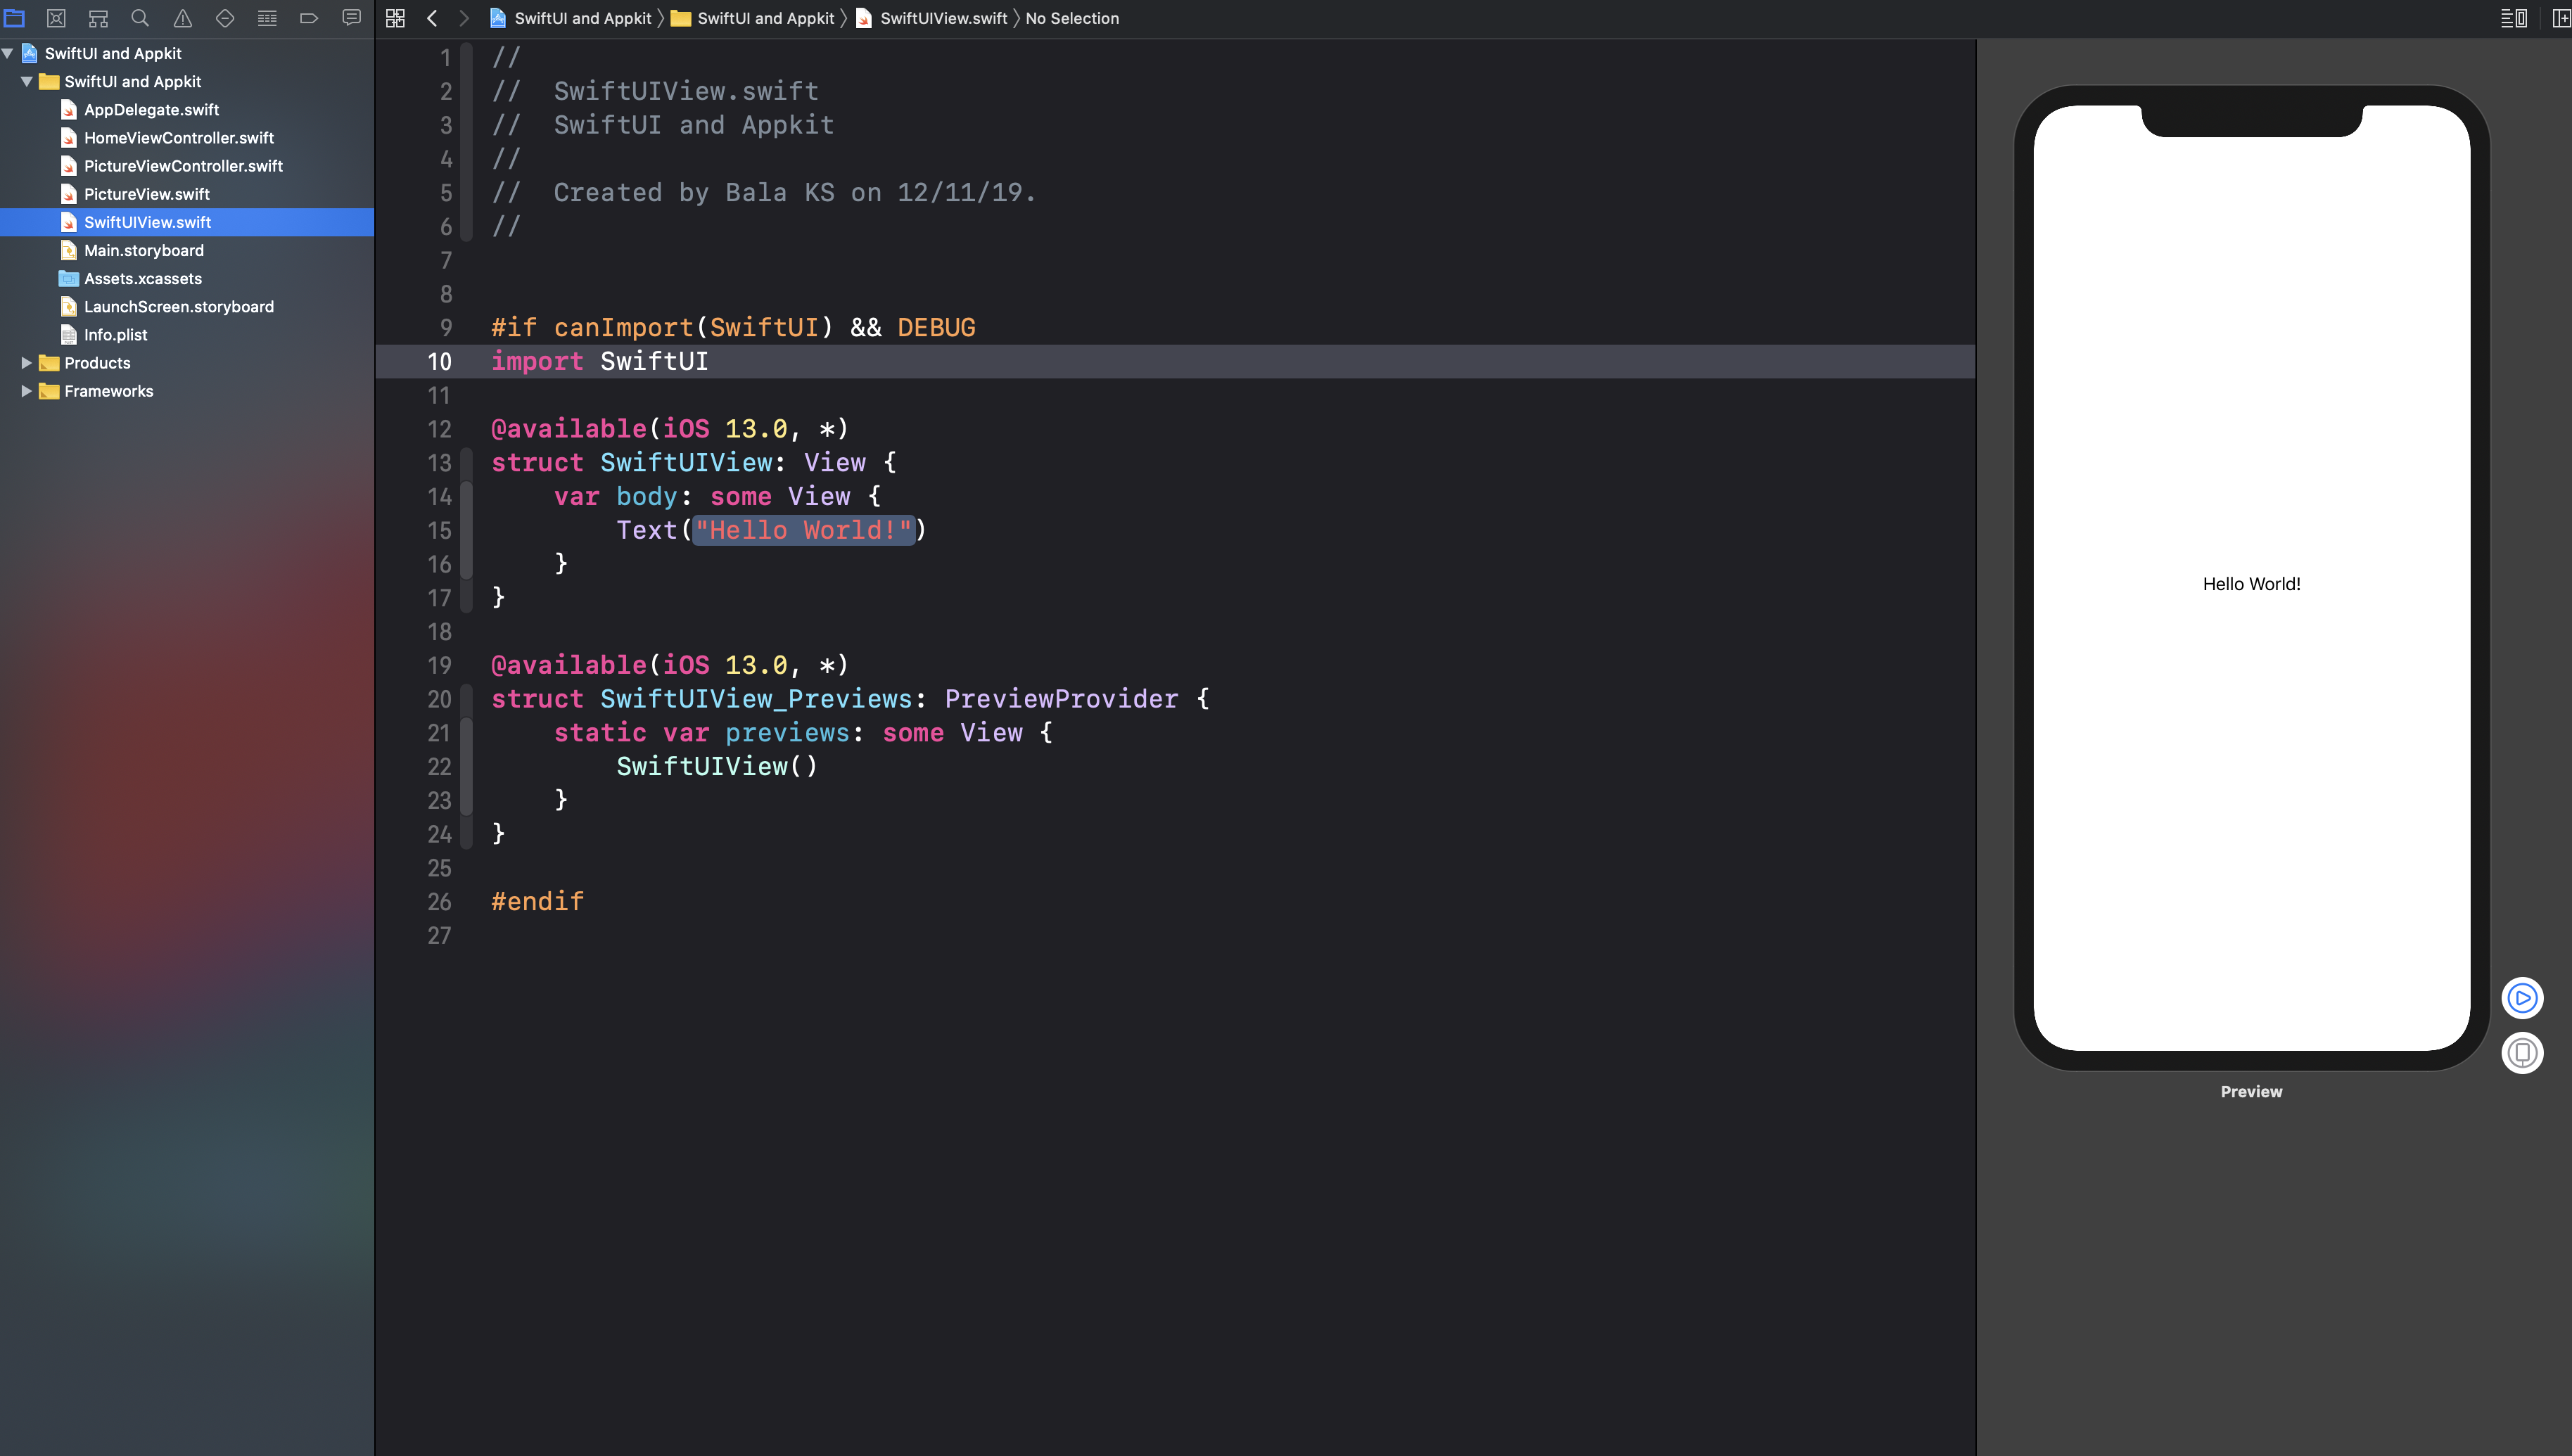 SwiftUI and Appkit
SwiftUI and Appkit
AppDelegate.swift
HomeViewController.swift
PictureViewController.swift
PictureView.swift
SwiftUIView.swift
Main.storyboard
Assets.xcassets
LaunchScreen.storyboard
Info.plist
Products
Frameworks
SwiftUI and Appkit 〉 SwiftUI and Appkit 〉 SwiftUIView.swift 〉 No Selection
1 //
2 //  SwiftUIView.swift
3 //  SwiftUI and Appkit
4 //
5 //  Created by Bala KS on 12/11/19.
6 //
7
8
9 #if canImport(SwiftUI) && DEBUG
10 import SwiftUI
11
12 @available(iOS 13.0, *)
13 struct SwiftUIView: View {
14     var body: some View {
15         Text("Hello World!")
16     }
17 }
18
19 @available(iOS 13.0, *)
20 struct SwiftUIView_Previews: PreviewProvider {
21     static var previews: some View {
22         SwiftUIView()
23     }
24 }
25
26 #endif
27
Hello World!
Preview